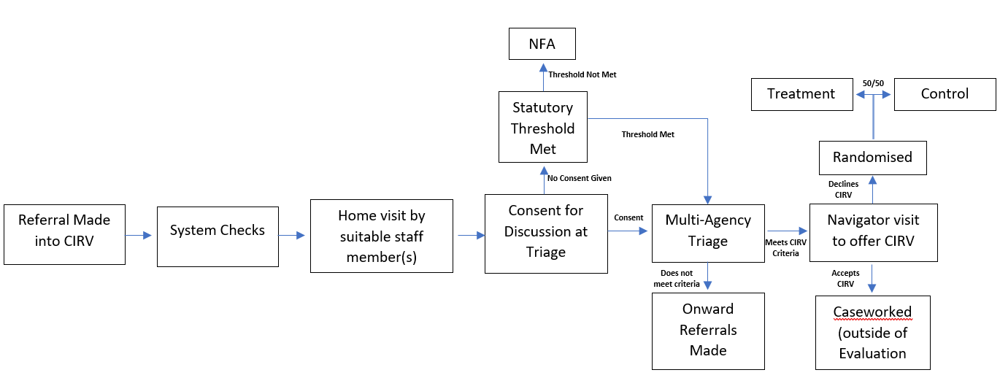 NFA
Threshold Not Met
Statutory
Threshold
Met
Threshold Met
No Consent Given
Treatment
50/50
Control
Randomised
Declines
CIRV
Referral Made
into CIRV
System Checks
Home visit by
suitable staff
member(s)
Consent for
Discussion at
Triage
Consent
Multi-Agency
Triage
Meets CIRV
Criteria
Navigator visit
to offer CIRV
Does not
meet criteria
Accepts
CIRV
Onward
Referrals
Made
Caseworked
(outside of
Evaluation